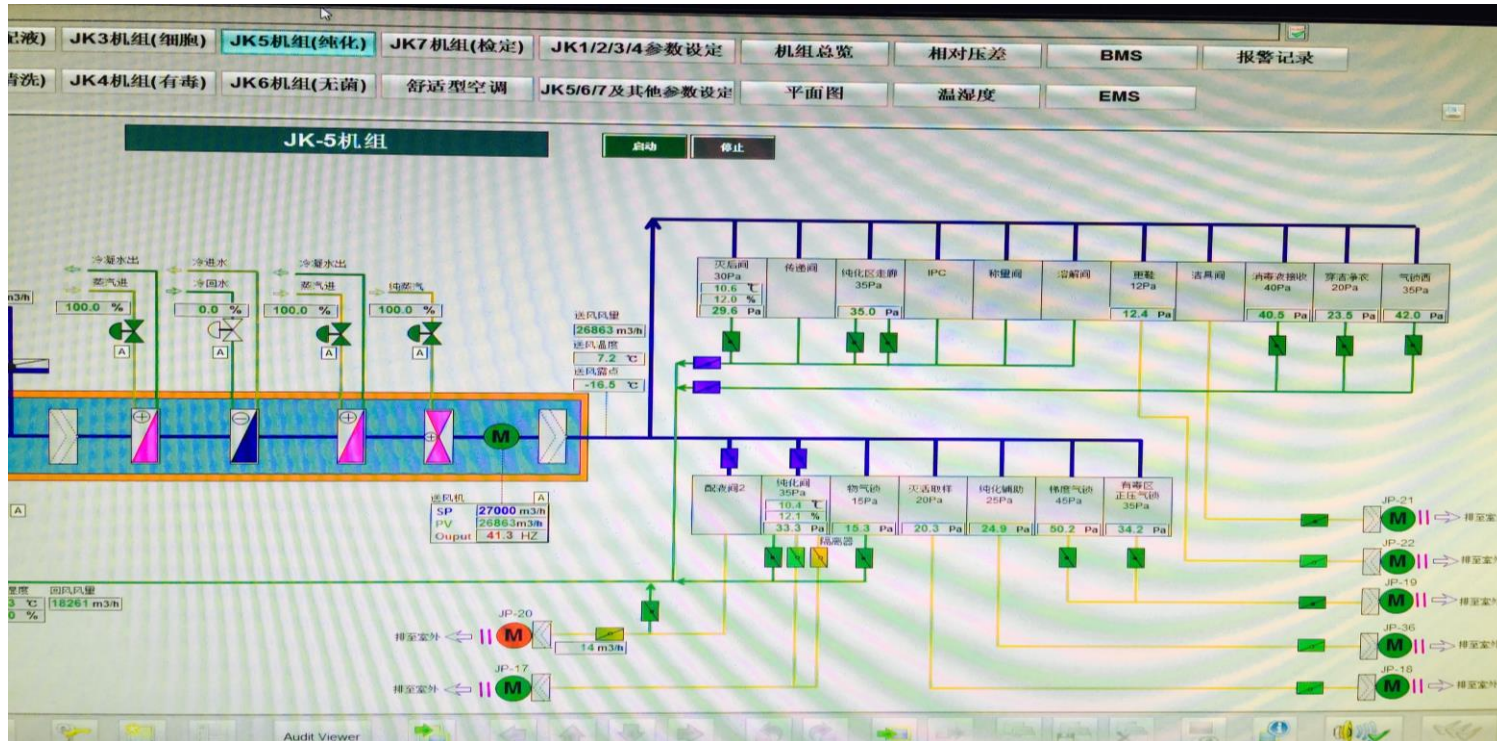 配液) JK3机组(细胞) JK5机组(纯化) JK7机组(检定) JK1/2/3/4参数设定 机组总览 相对压差 BMS 报警记录
清洗) JK4机组(有毒) JK6机组(无菌) 舒适型空调 JK5/6/7及其他参数设定 平面图 温湿度 EMS
JK-5机组 启动 停止
冷凝水出 冷进水 冷凝水出
蒸汽进 冷回水 蒸汽进 纯蒸汽
m3/h 100.0 % 0.0 % 100.0 % 100.0 %
A A A A
送风风量
26863 m3/h
送风温度
7.2 ℃
送风露点
-16.5 ℃
灭后间 传递间 纯化区走廊 IPC 称量间 溶解间 更鞋 洁具间 消毒液接收 穿洁净衣 气锁西
30Pa 35Pa 12Pa 40Pa 20Pa 35Pa
10.6 ℃
12.0 %
29.6 Pa 35.0 Pa 12.4 Pa 40.5 Pa 23.5 Pa 42.0 Pa
M
送风机 A
SP 27000 m3/h
PV 26863m3/h
Ouput 41.3 HZ
A
配液间2 纯化间 物气锁 灭活取样 纯化辅助 梯度气锁 有毒区
35Pa 15Pa 20Pa 25Pa 45Pa 正压气锁
35Pa
10.4 ℃
12.1 %
33.3 Pa 15.3 Pa 20.3 Pa 24.9 Pa 50.2 Pa 34.2 Pa
隔离器
湿度 回风风量
3 ℃ 18261 m3/h
0 %
JP-20
排至室外 M
14 m3/h
JP-17
排至室外 M
JP-21
M 排至室外
JP-22
M 排至室外
JP-19
M 排至室外
JP-36
M 排至室外
JP-18
M 排至室外
Audit Viewer